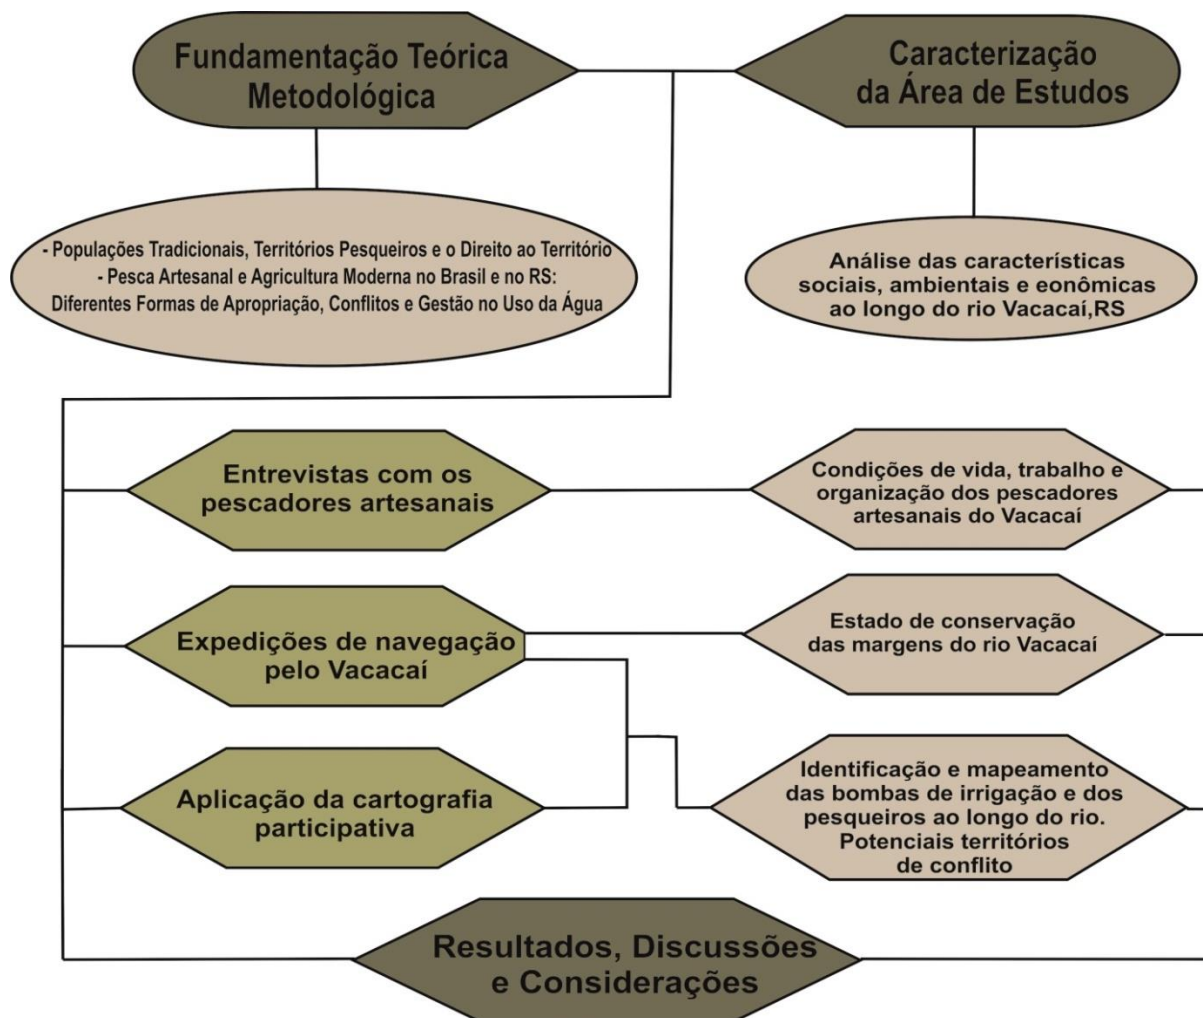 Fundamentação Teórica
Metodológica
Caracterização
da Área de Estudos
- Populações Tradicionais, Territórios Pesqueiros e o Direito ao Território
- Pesca Artesanal e Agricultura Moderna no Brasil e no RS:
Diferentes Formas de Apropriação, Conflitos e Gestão no Uso da Água
Análise das características
sociais, ambientais e eonômicas
ao longo do rio Vacacaí,RS
Entrevistas com os
pescadores artesanais
Condições de vida, trabalho e
organização dos pescadores
artesanais do Vacacaí
Expedições de navegação
pelo Vacacaí
Estado de conservação
das margens do rio Vacacaí
Aplicação da cartografia
participativa
Identificação e mapeamento
das bombas de irrigação e dos
pesqueiros ao longo do rio.
Potenciais territórios
de conflito
Resultados, Discussões
e Considerações